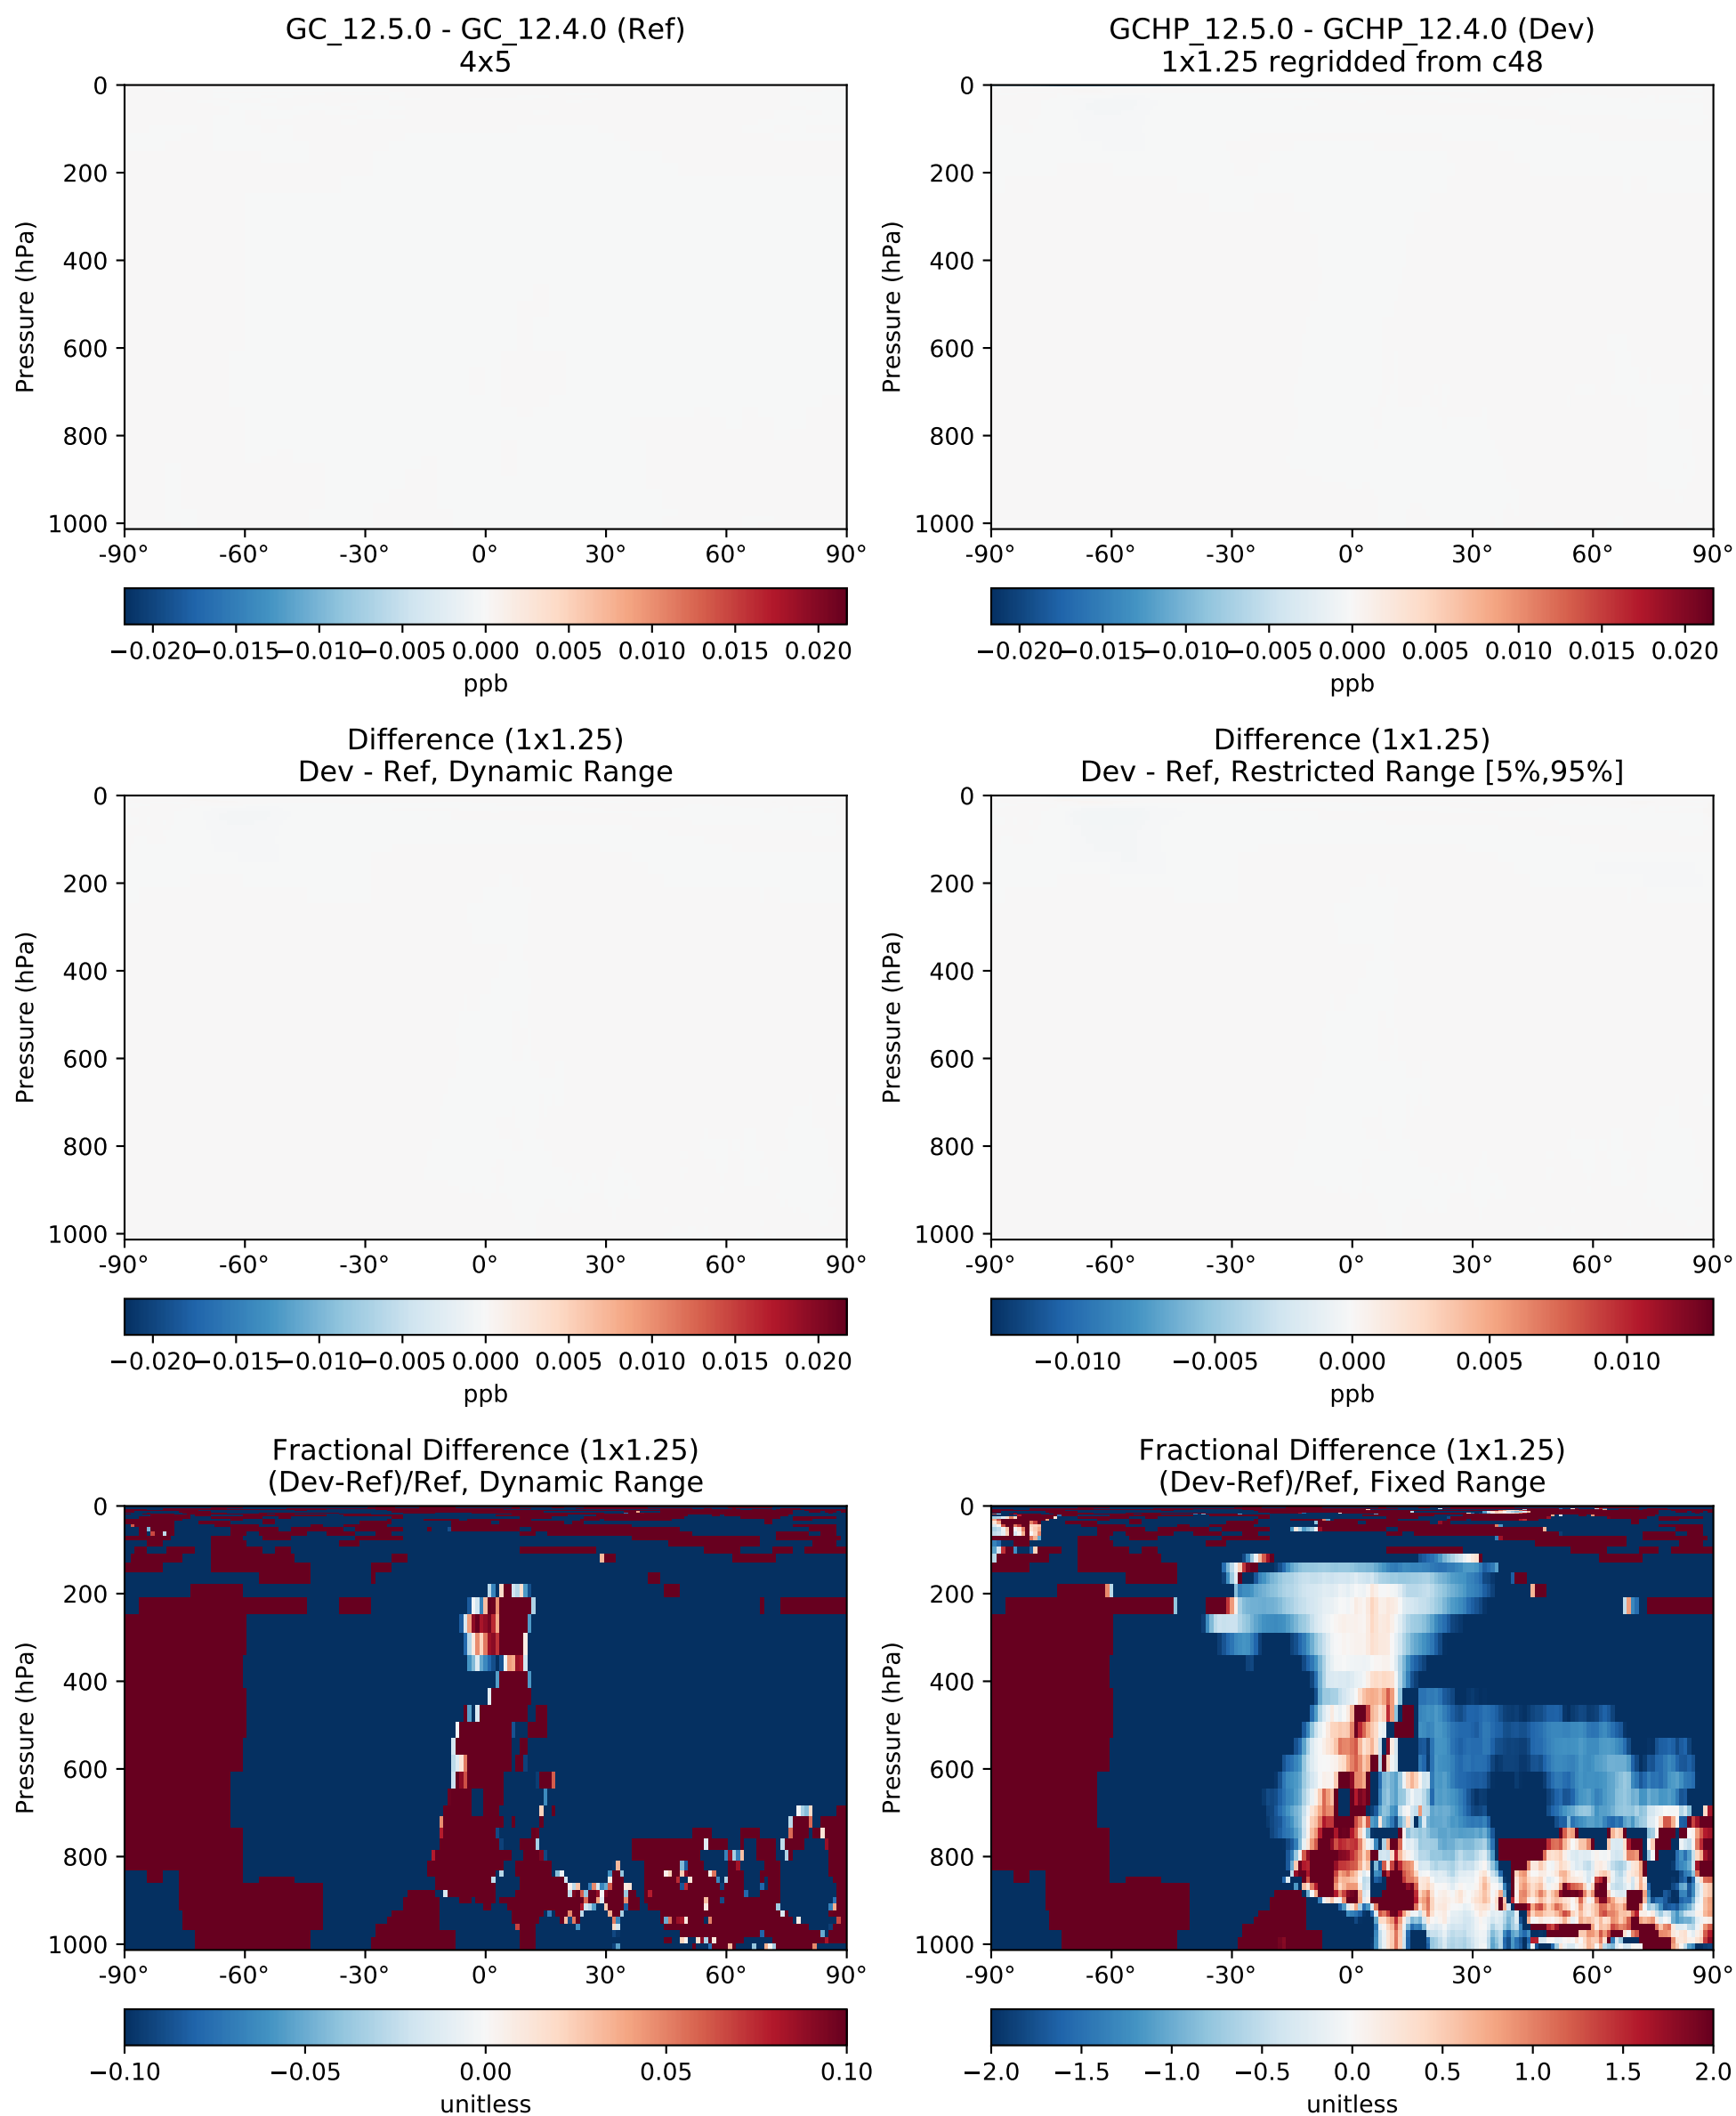 GC_12.5.0 - GC_12.4.0 (Ref)
4x5
GCHP_12.5.0 - GCHP_12.4.0 (Dev)
1x1.25 regridded from c48
0
200
400
600
800
1000
Pressure (hPa)
-90° -60° -30° 0° 30° 60° 90°
−0.020 −0.015 −0.010 −0.005 0.000 0.005 0.010 0.015 0.020
ppb
0
200
400
600
800
1000
Pressure (hPa)
-90° -60° -30° 0° 30° 60° 90°
−0.020 −0.015 −0.010 −0.005 0.000 0.005 0.010 0.015 0.020
ppb
Difference (1x1.25)
Dev - Ref, Dynamic Range
0
200
400
600
800
1000
Pressure (hPa)
-90° -60° -30° 0° 30° 60° 90°
−0.020 −0.015 −0.010 −0.005 0.000 0.005 0.010 0.015 0.020
ppb
Difference (1x1.25)
Dev - Ref, Restricted Range [5%,95%]
0
200
400
600
800
1000
Pressure (hPa)
-90° -60° -30° 0° 30° 60° 90°
−0.010 −0.005 0.000 0.005 0.010
ppb
Fractional Difference (1x1.25)
(Dev-Ref)/Ref, Dynamic Range
0
200
400
600
800
1000
Pressure (hPa)
-90° -60° -30° 0° 30° 60° 90°
−0.10 −0.05 0.00 0.05 0.10
unitless
Fractional Difference (1x1.25)
(Dev-Ref)/Ref, Fixed Range
0
200
400
600
800
1000
Pressure (hPa)
-90° -60° -30° 0° 30° 60° 90°
−2.0 −1.5 −1.0 −0.5 0.0 0.5 1.0 1.5 2.0
unitless